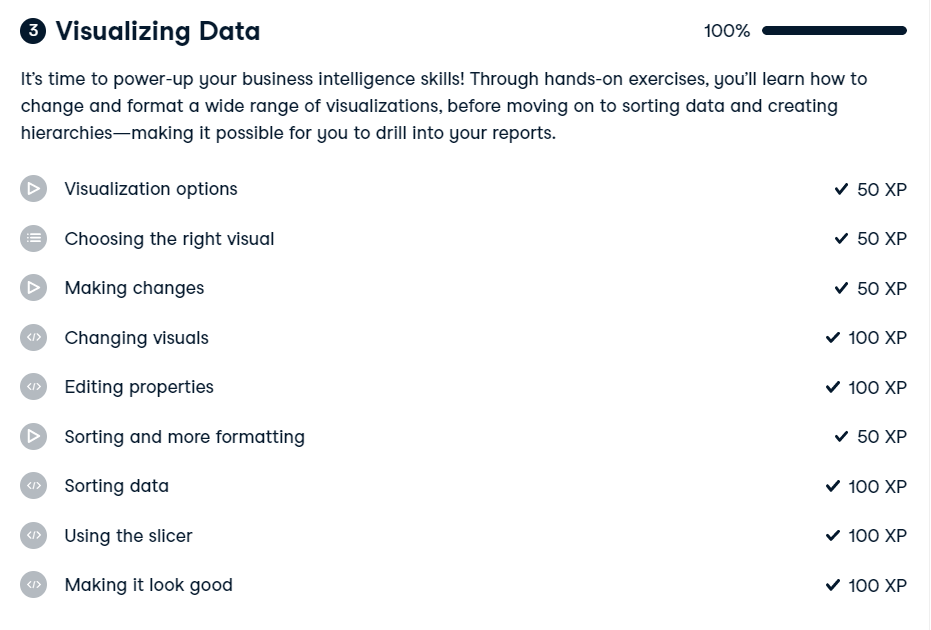 3 Visualizing Data 100%
It's time to power-up your business intelligence skills! Through hands-on exercises, you'll learn how to
change and format a wide range of visualizations, before moving on to sorting data and creating
hierarchies—making it possible for you to drill into your reports.
Visualization options 50 XP
Choosing the right visual 50 XP
Making changes 50 XP
Changing visuals 100 XP
Editing properties 100 XP
Sorting and more formatting 50 XP
Sorting data 100 XP
Using the slicer 100 XP
Making it look good 100 XP